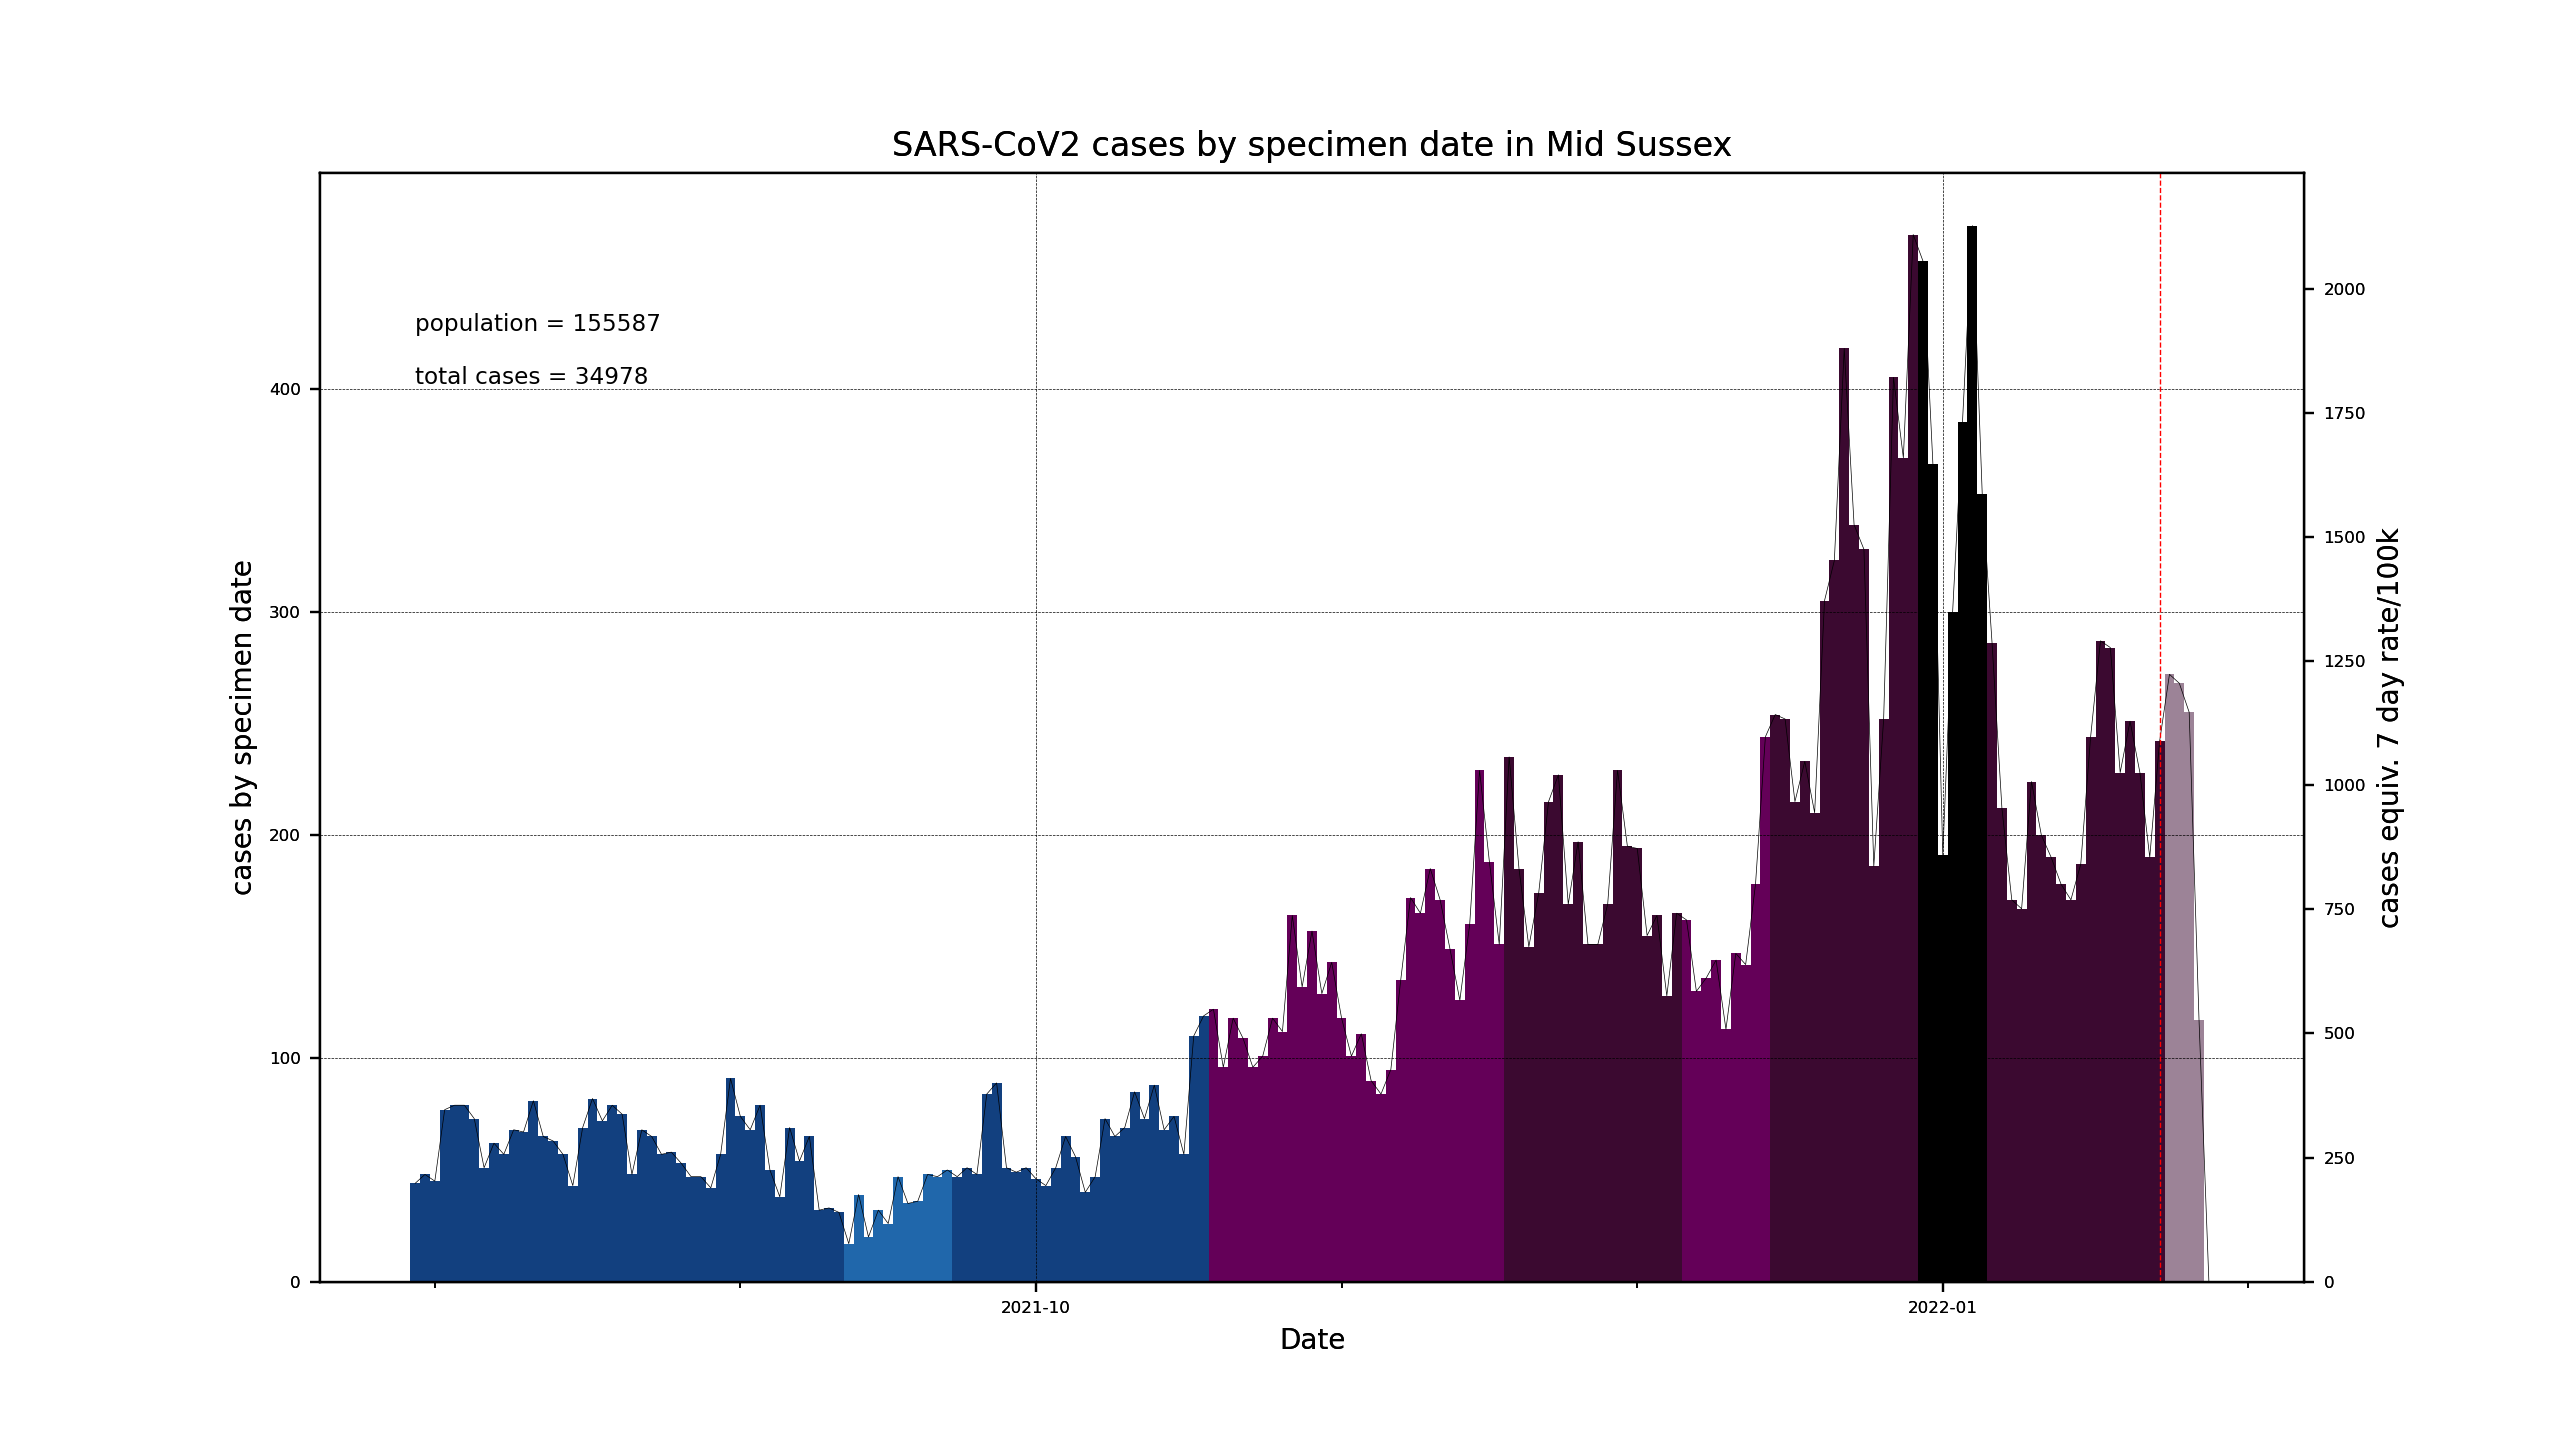 SARS-CoV2 cases by specimen date in Mid Sussex
population = 155587
total cases = 34978
cases by specimen date
400
300
200
100
0
2000
1750
1500
1250
1000
750
500
250
0
cases equiv. 7 day rate/100k
2021-10
2022-01
Date